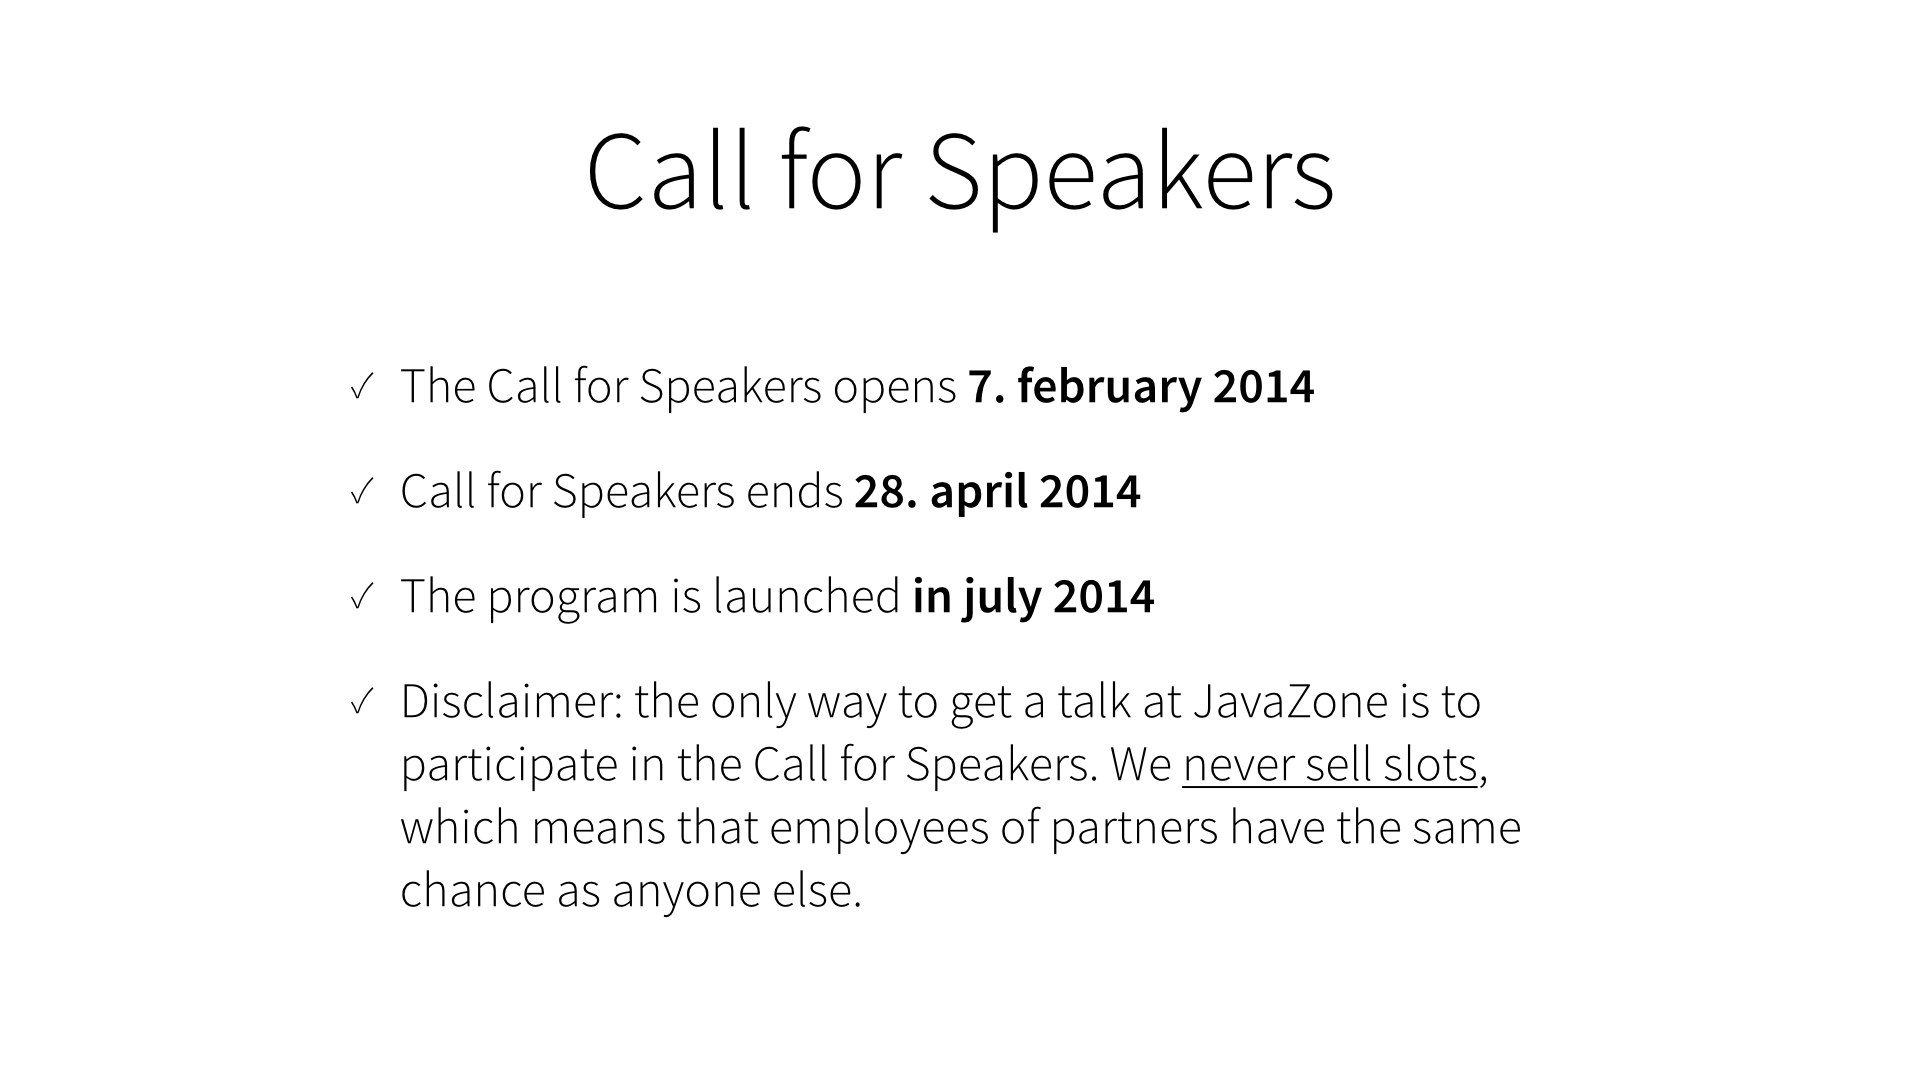 Call for Speakers
✓ The Call for Speakers opens 7. february 2014
✓ Call for Speakers ends 28. april 2014
✓ The program is launched in july 2014
✓ Disclaimer: the only way to get a talk at JavaZone is to
participate in the Call for Speakers. We never sell slots,
which means that employees of partners have the same
chance as anyone else.